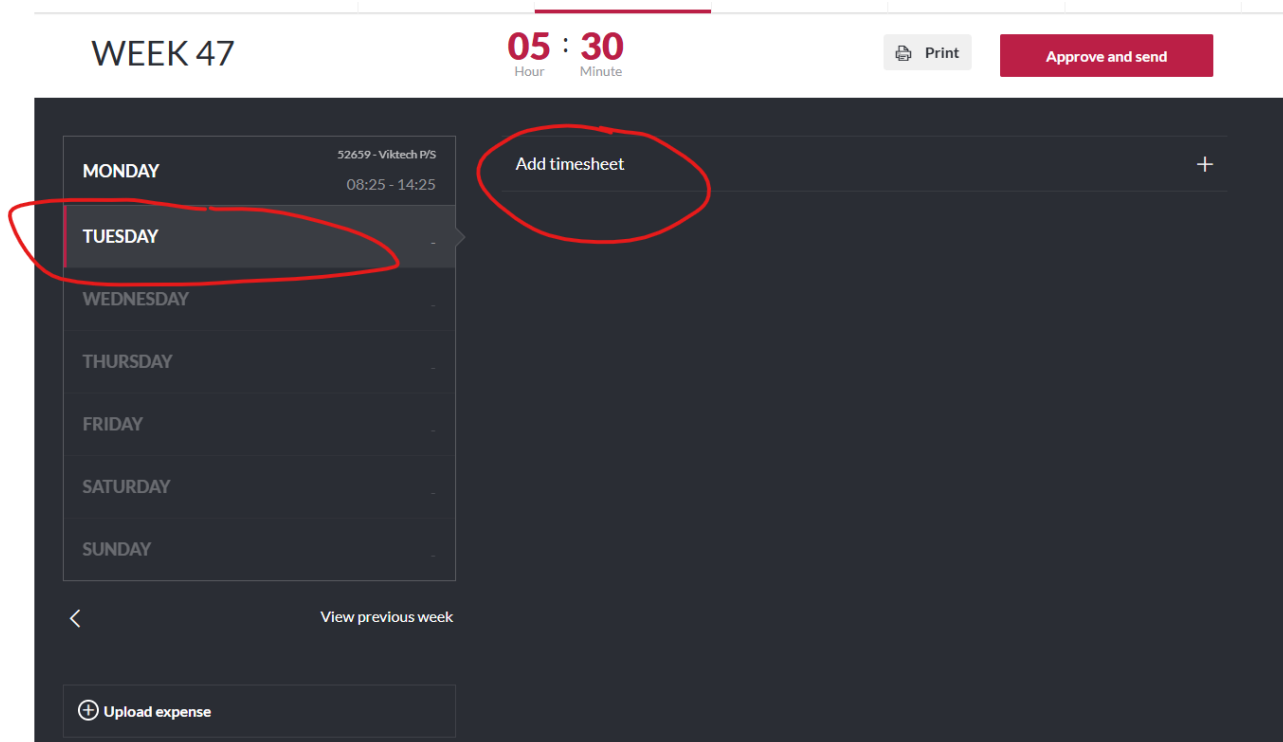 WEEK 47
05 : 30
Hour Minute
Print
Approve and send
MONDAY
52659 - Viktech P/S
08:25 - 14:25
TUESDAY -
WEDNESDAY -
THURSDAY -
FRIDAY -
SATURDAY -
SUNDAY -
View previous week
Upload expense
Add timesheet +